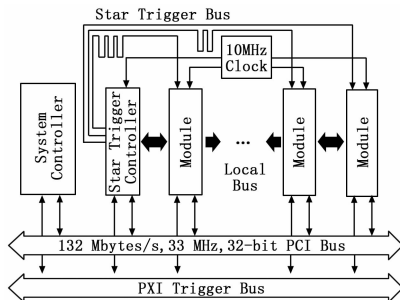 Star Trigger Bus
10MHz
Clock
System
Controller
Star Trigger
Controller
Module
...
Local
Bus
Module
Module
132 Mbytes/s,33 MHz,32-bit PCI Bus
PXI Trigger Bus